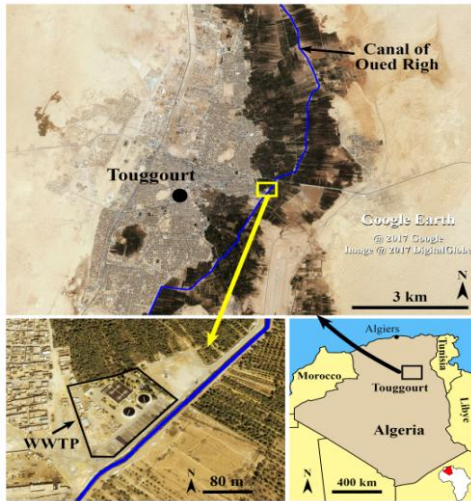 Canal of
Oued Righ
Touggourt
N
Google Earth
@ 2017 Google
Image @ 2017 DigitalGlobe
3 km
WWTP
N
80 m
Algiers
Tunisia
Morocco
Touggourt
Libye
Algeria
N
400 km